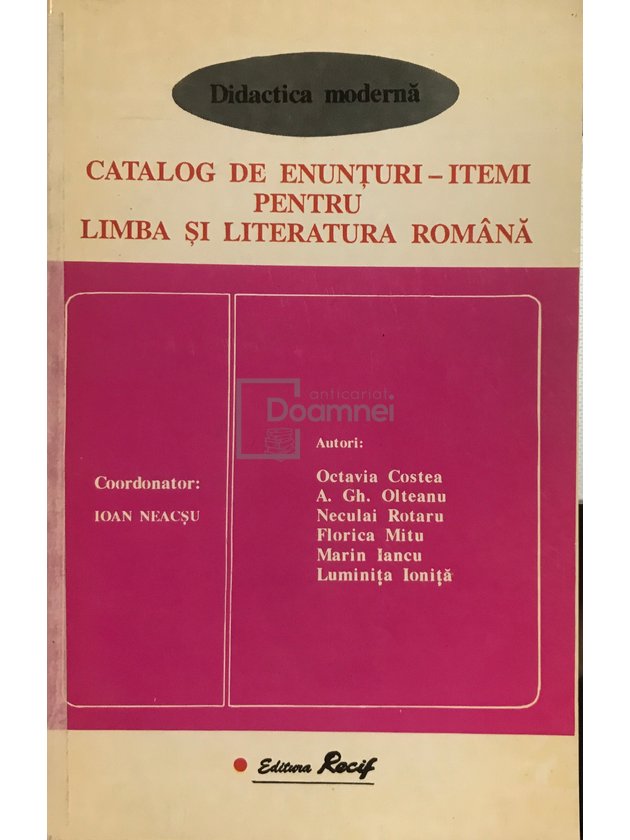 Didactica modernă
CATALOG DE ENUNȚURI – ITEMI
PENTRU
LIMBA ȘI LITERATURA ROMÂNĂ
anticariat
Doamnei
Coordonator:
IOAN NEACȘU
Autori:
Octavia Costea
A. Gh. Olteanu
Neculai Rotaru
Florica Mitu
Marin Iancu
Luminița Ioniță
Editura Recif